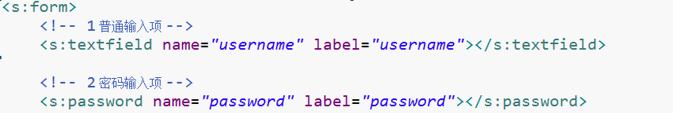 <s:form>
<!-- 1普通输入项 -->
<s:textfield name="username" label="username"></s:textfield>
<!-- 2密码输入项 -->
<s:password name="password" label="password"></s:password>